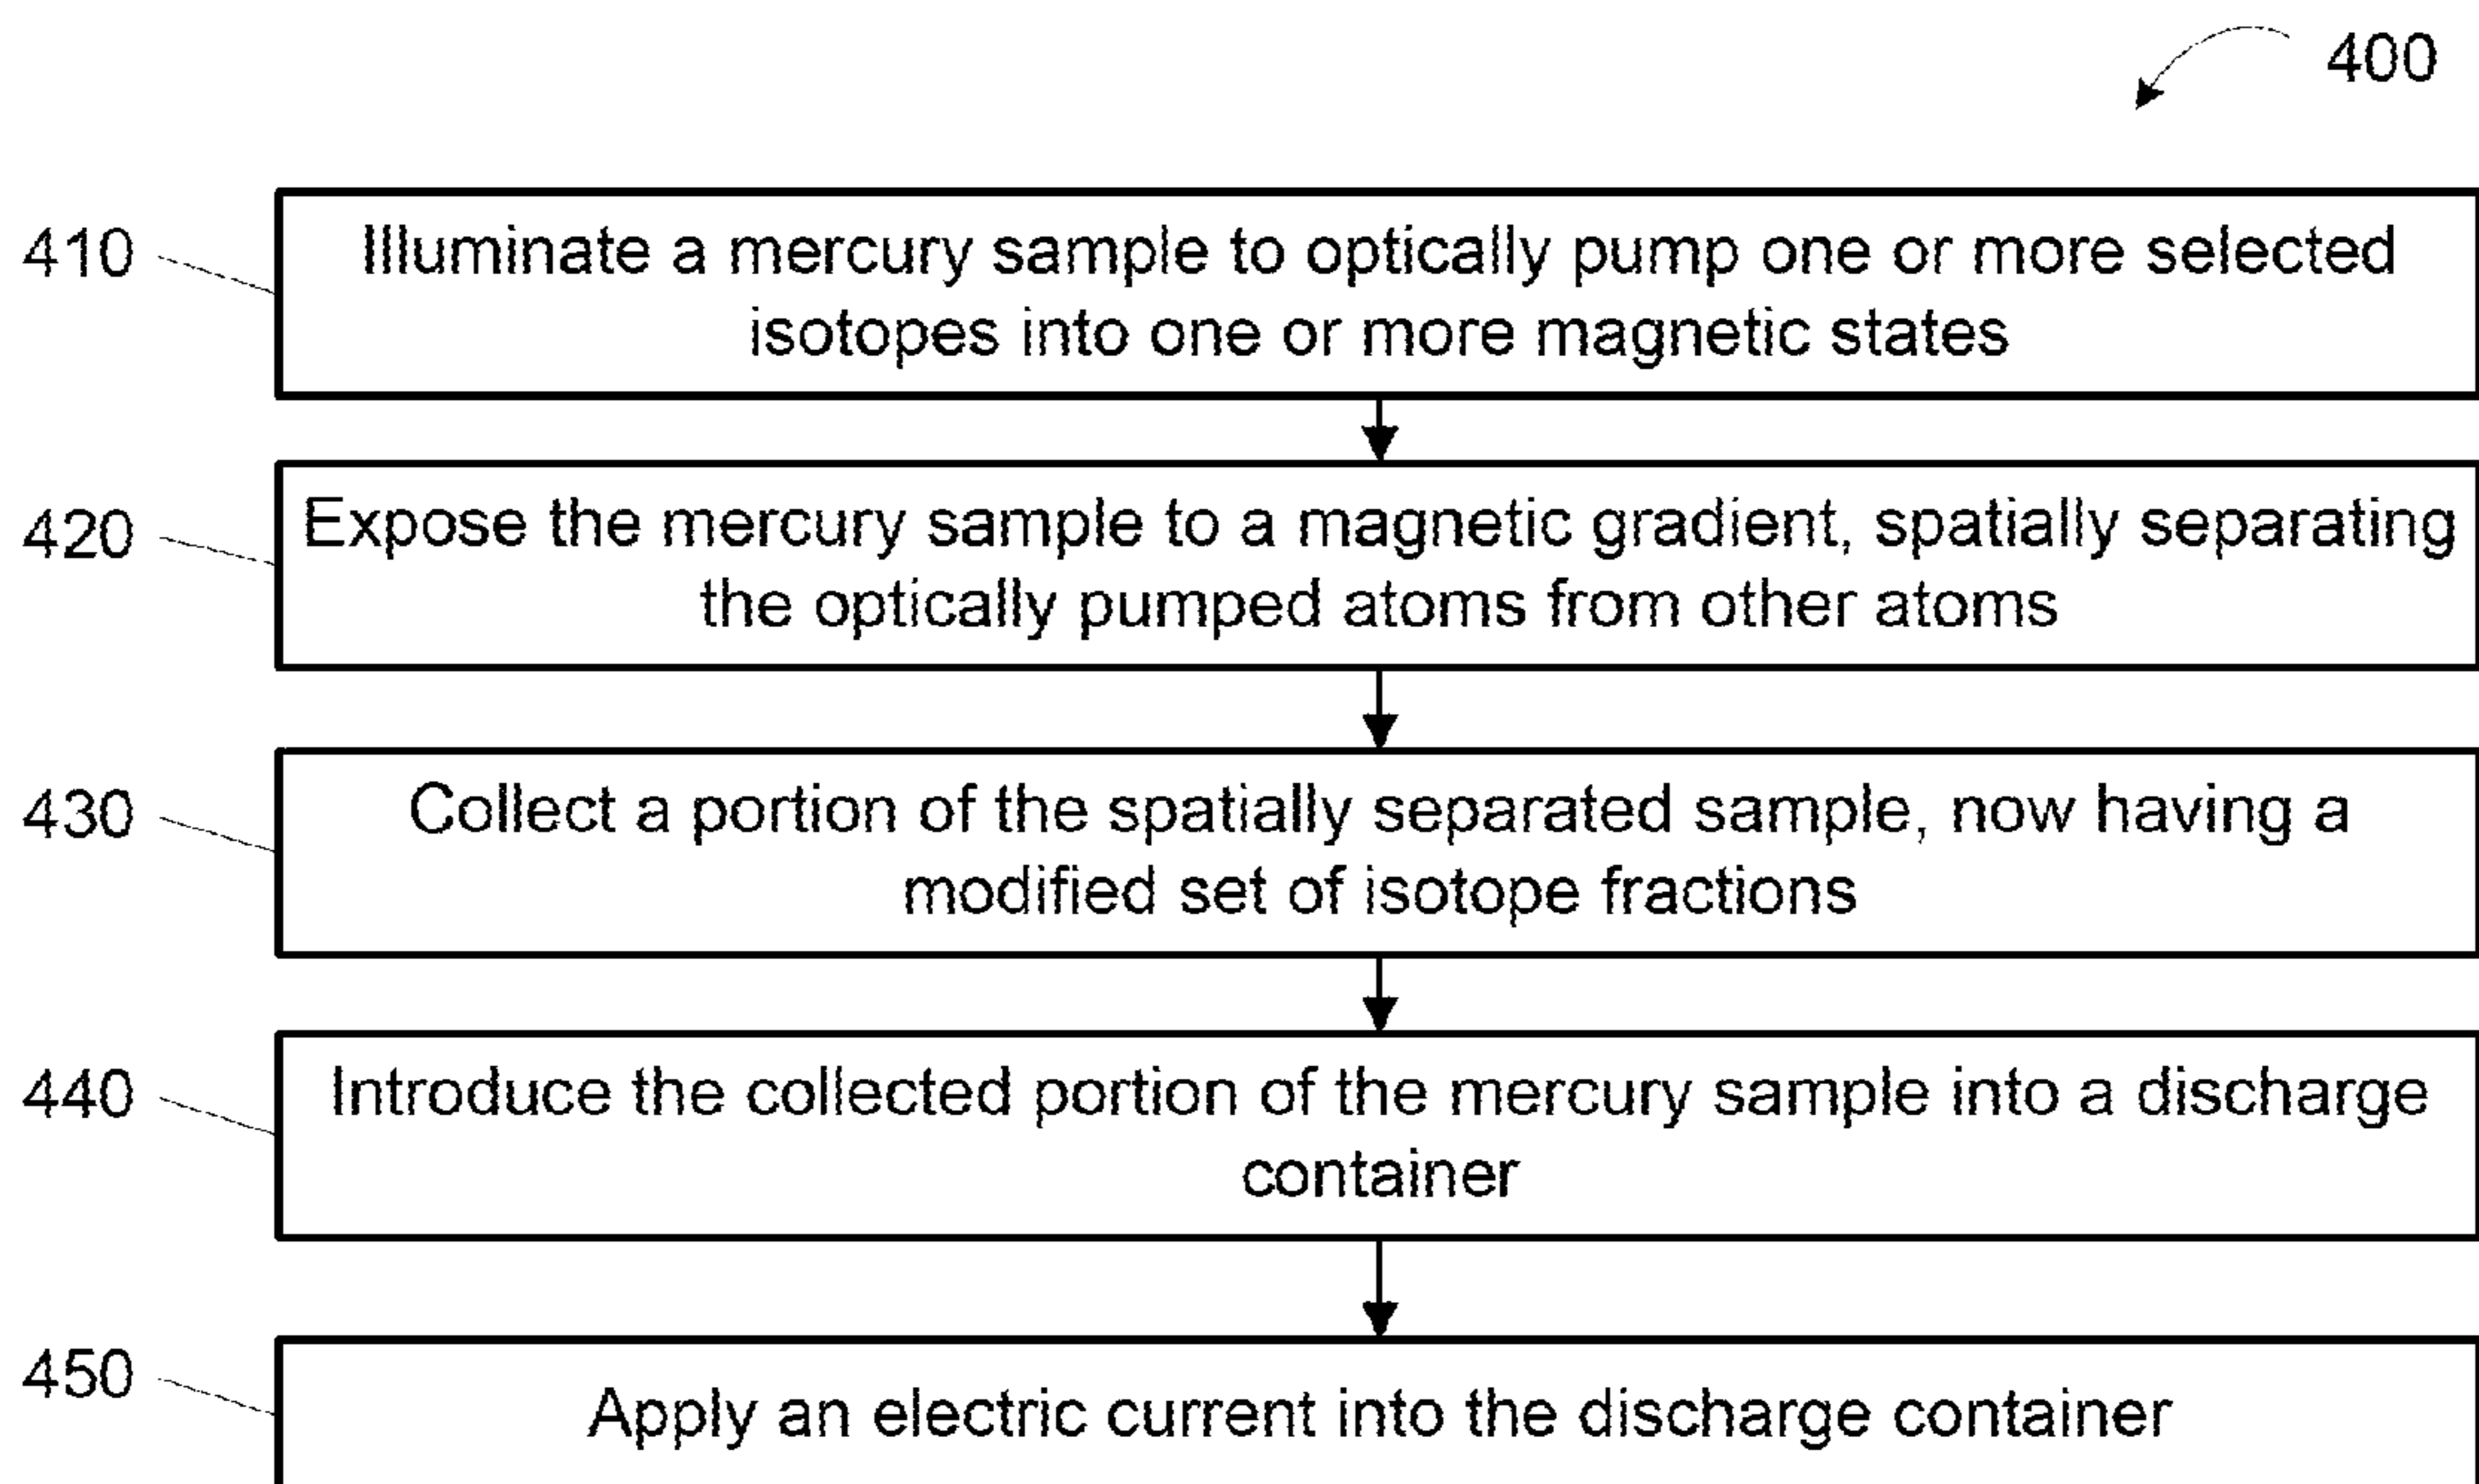 400
410
Illuminate a mercury sample to optically pump one or more selected
isotopes into one or more magnetic states
420
Expose the mercury sample to a magnetic gradient, spatially separating
the optically pumped atoms from other atoms
430
Collect a portion of the spatially separated sample, now having a
modified set of isotope fractions
440
Introduce the collected portion of the mercury sample into a discharge
container
450
Apply an electric current into the discharge container